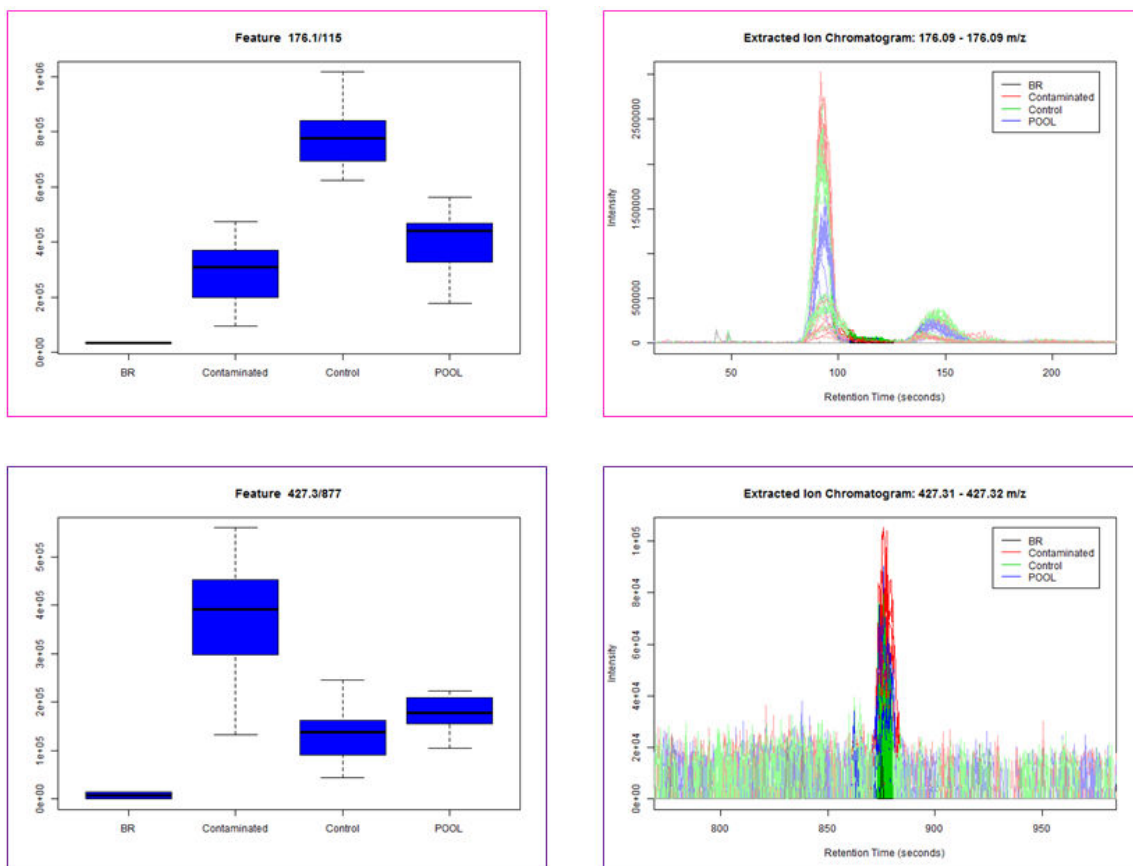 Feature 176.1/115
1e+06
8e+05
6e+05
4e+05
2e+05
0e+00
BR Contaminated Control POOL
Extracted Ion Chromatogram: 176.09 - 176.09 m/z
BR
Contaminated
Control
POOL
Intensity
2500000
1500000
500000
0
50 100 150 200
Retention Time (seconds)
Feature 427.3/877
5e+05
4e+05
3e+05
2e+05
1e+05
0e+00
BR Contaminated Control POOL
Extracted Ion Chromatogram: 427.31 - 427.32 m/z
BR
Contaminated
Control
POOL
Intensity
1e+05
8e+04
6e+04
4e+04
2e+04
0e+00
800 850 900 950
Retention Time (seconds)